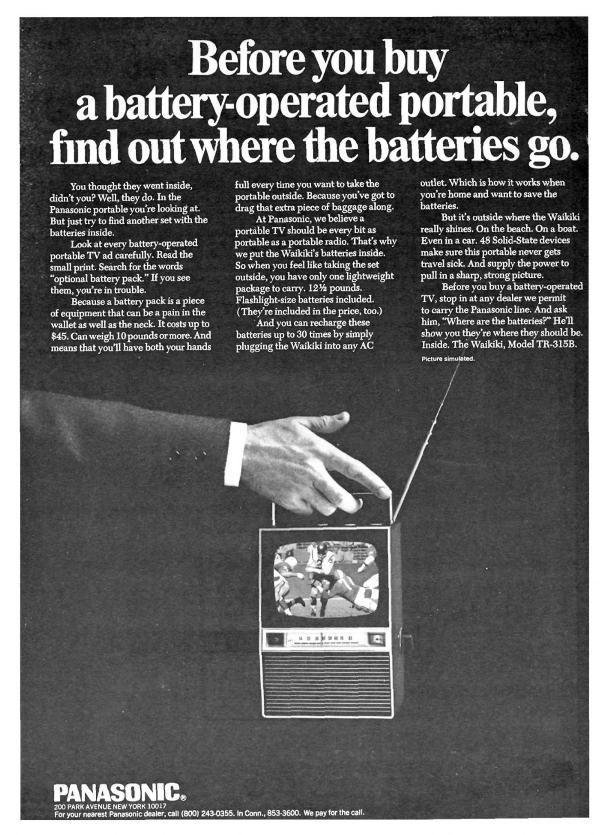 Before you buy
a battery-operated portable,
find out where the batteries go.
You thought they went inside,
didn't you? Well, they do. In the
Panasonic portable you're looking at.
But just try to find another set with the
batteries inside.
Look at every battery-operated
portable TV ad carefully. Read the
small print. Search for the words
"optional battery pack." If you see
them, you're in trouble.
Because a battery pack is a piece
of equipment that can be a pain in the
wallet as well as the neck. It costs up to
$45. Can weigh 10 pounds or more. And
means that you'll have both your hands
full every time you want to take the
portable outside. Because you've got to
drag that extra piece of baggage along.
At Panasonic, we believe a
portable TV should be every bit as
portable as a portable radio. That's why
we put the Waikiki's batteries inside.
So when you feel like taking the set
outside, you have only one lightweight
package to carry. 12½ pounds.
Flashlight-size batteries included.
(They're included in the price, too.)
And you can recharge these
batteries up to 30 times by simply
plugging the Waikiki into any AC
outlet. Which is how it works when
you're home and want to save the
batteries.
But it's outside where the Waikiki
really shines. On the beach. On a boat.
Even in a car. 48 Solid-State devices
make sure this portable never gets
travel sick. And supply the power to
pull in a sharp, strong picture.
Before you buy a battery-operated
TV, stop in at any dealer we permit
to carry the Panasonic line. And ask
him, "Where are the batteries?" He'll
show you they're where they should be.
Inside. The Waikiki, Model TR-315B.
Picture simulated.
PANASONIC®
200 PARK AVENUE NEW YORK 10017
For your nearest Panasonic dealer, call (800) 243-0355. In Conn., 853-3600. We pay for the call.